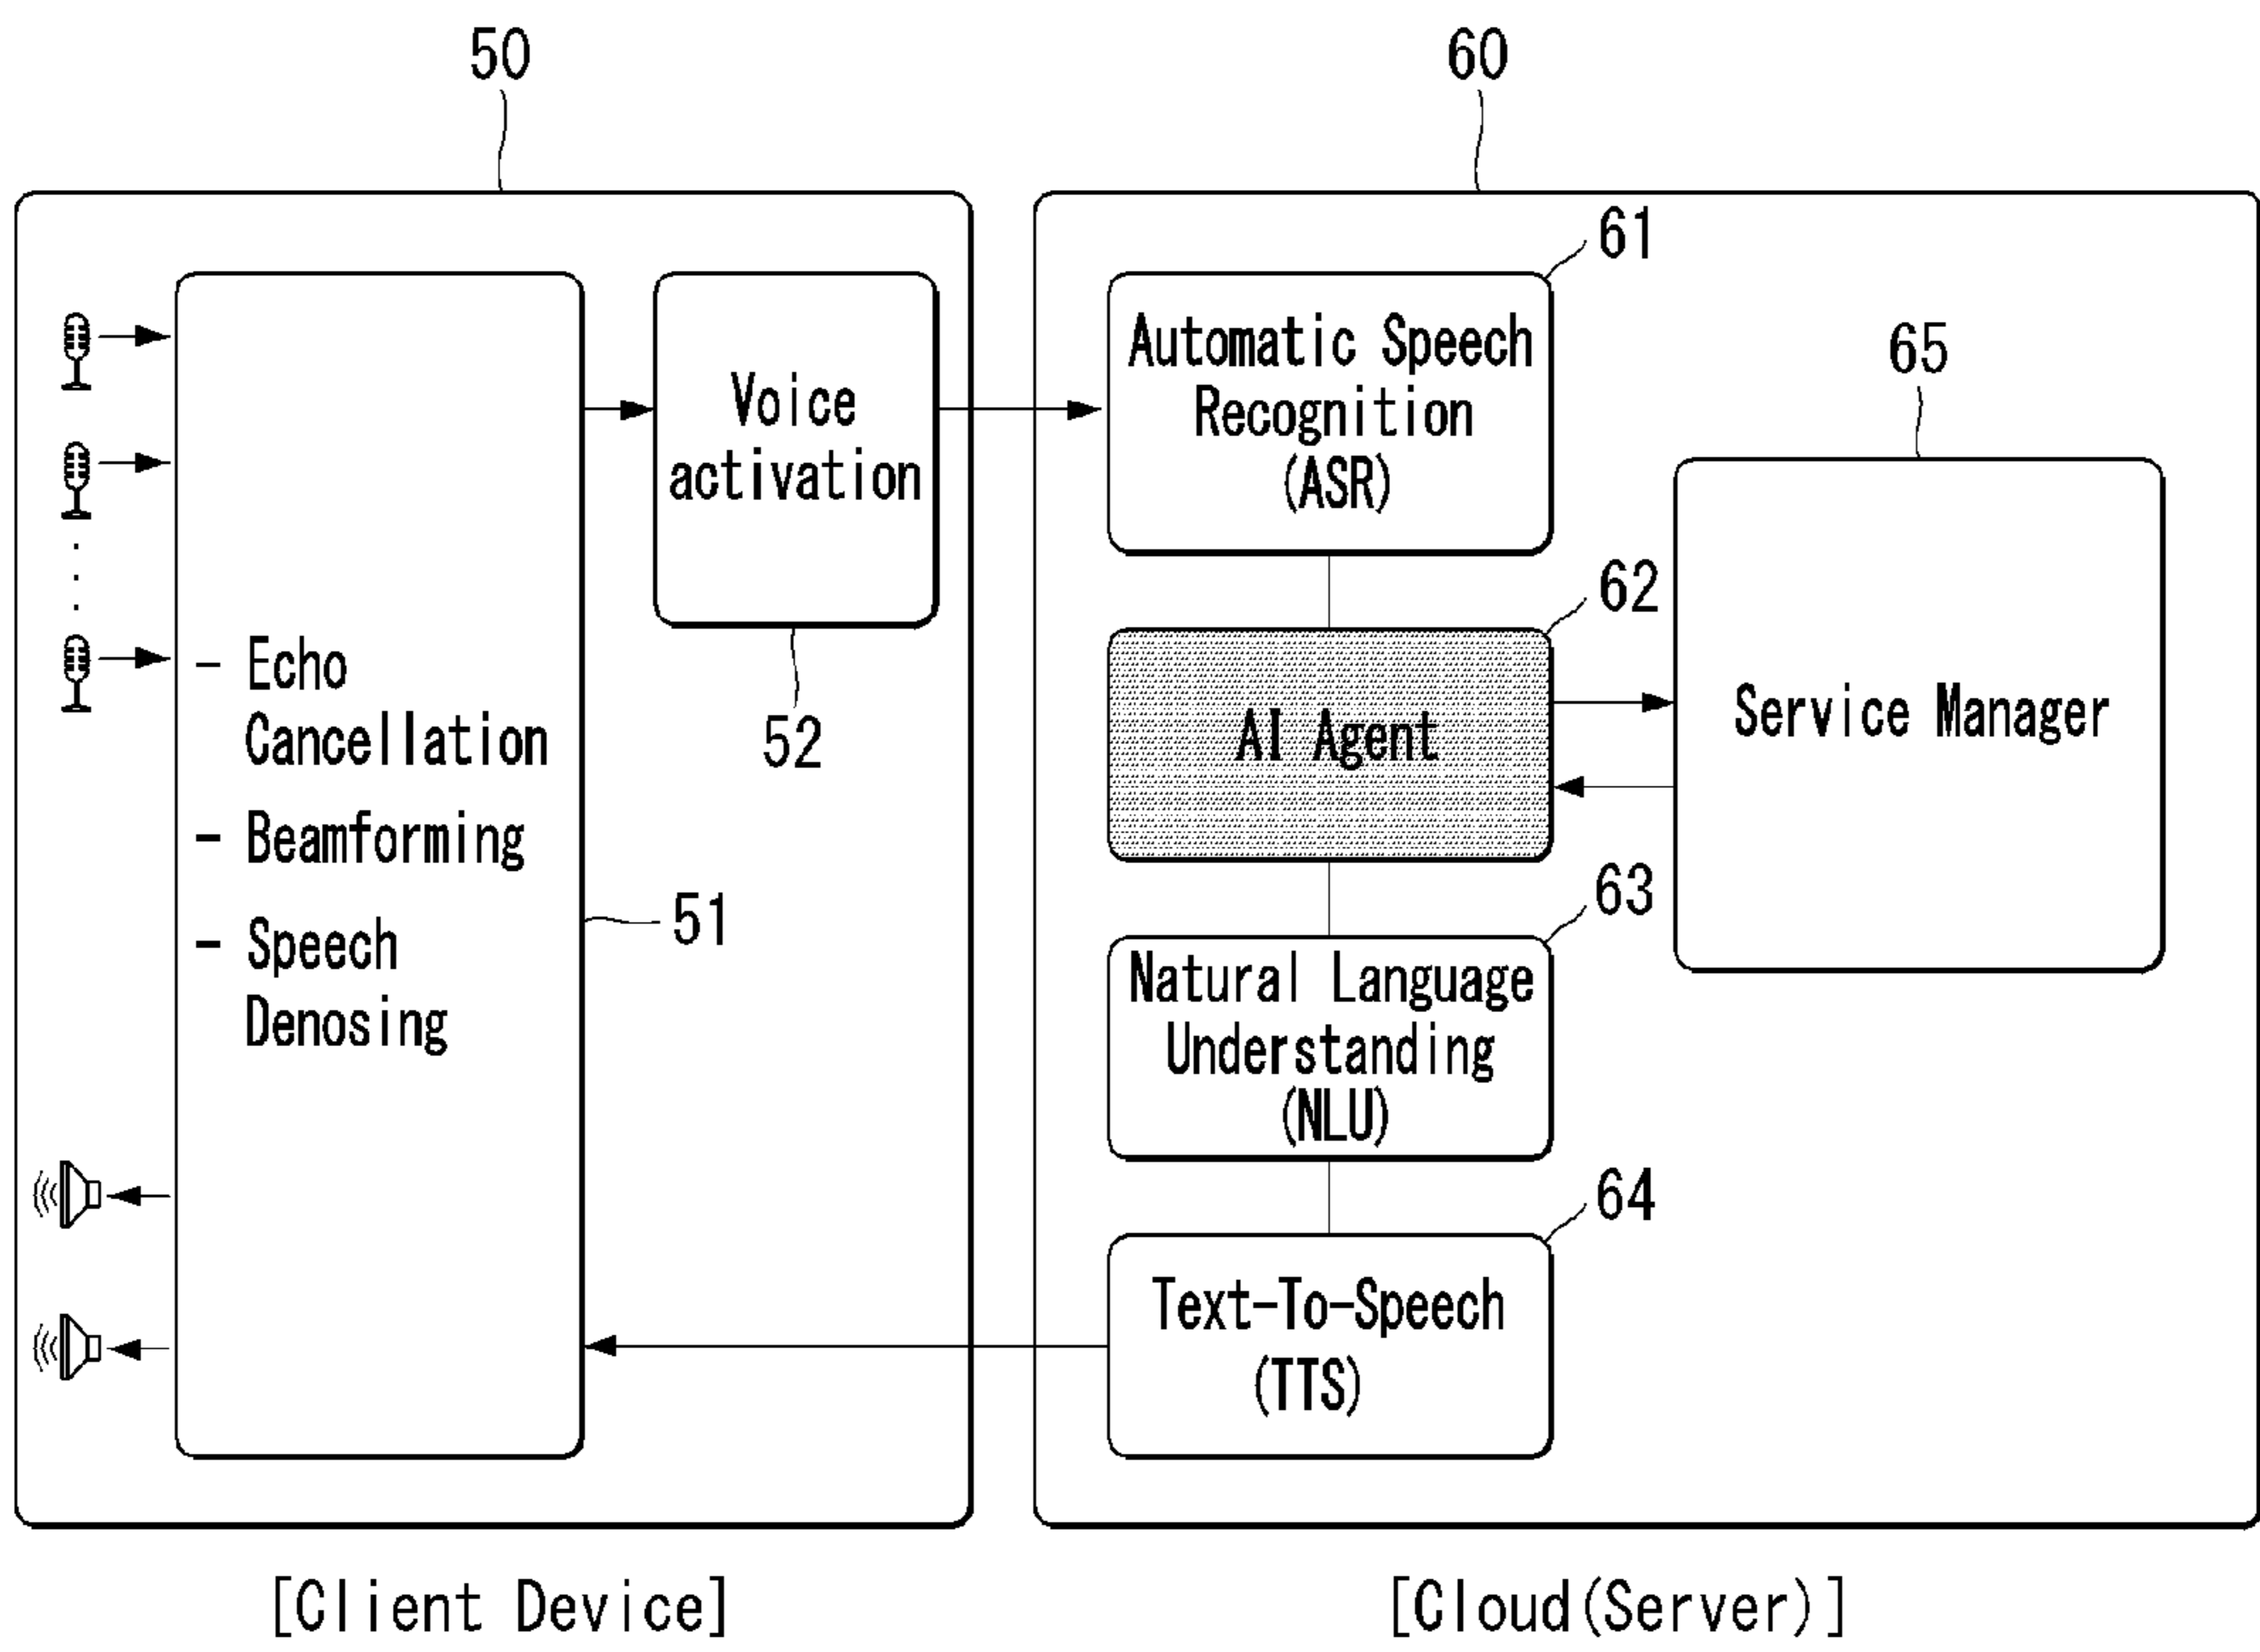 50
60
61
Automatic Speech
Recognition
(ASR)
65
Voice
activation
52
62
- Echo
Cancellation
- Beamforming
- Speech
Denosing
51
AI Agent
Service Manager
63
Natural Language
Understanding
(NLU)
64
Text-To-Speech
(TTS)
[Client Device]
[Cloud(Server)]